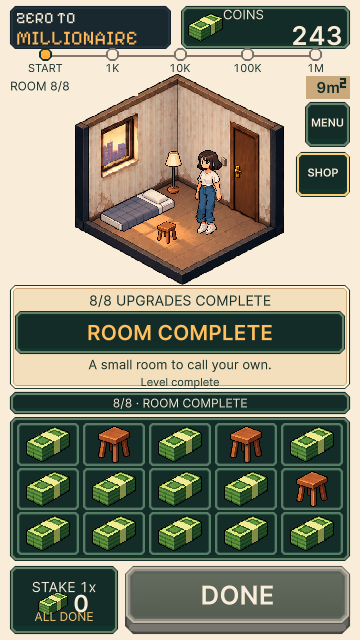 ZERO TO
MILLIONAIRE
COINS
243
START 1K 10K 100K 1M
ROOM 8/8
9m²
MENU
SHOP
8/8 UPGRADES COMPLETE
ROOM COMPLETE
A small room to call your own.
Level complete
8/8 · ROOM COMPLETE
STAKE 1x
0
ALL DONE
DONE